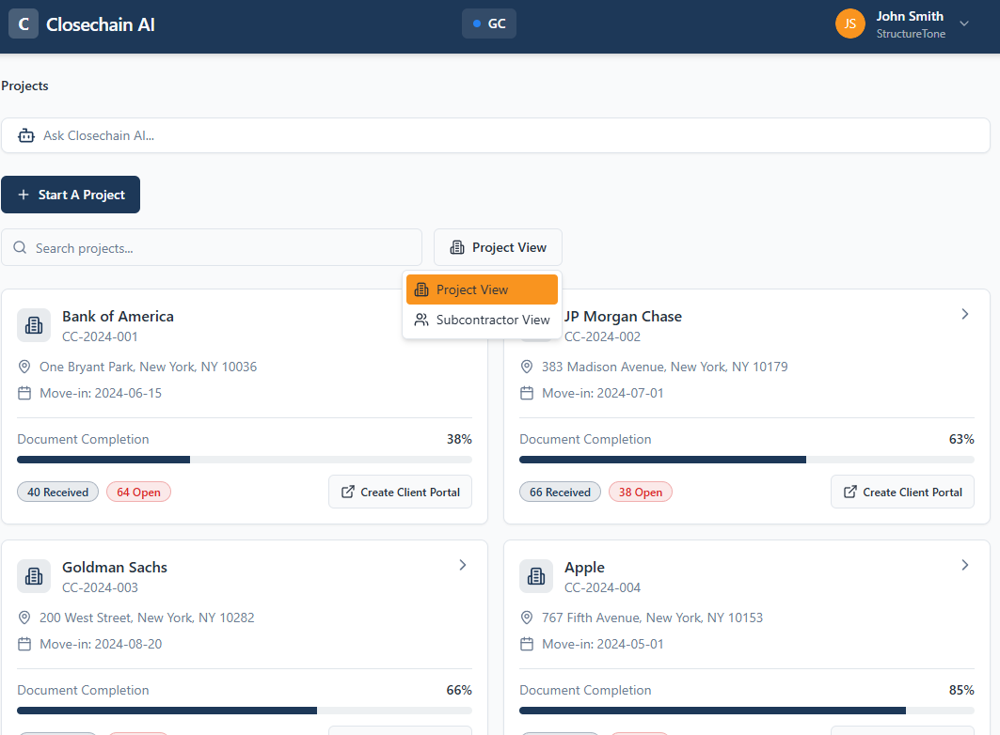 C Closechain AI
GC
JS
John Smith
StructureTone
Projects
Ask Closechain AI...
+ Start A Project
Search projects...
Project View
Project View
Subcontractor View
Bank of America
CC-2024-001
One Bryant Park, New York, NY 10036
Move-in: 2024-06-15
Document Completion 38%
40 Received 64 Open Create Client Portal
JP Morgan Chase
CC-2024-002
383 Madison Avenue, New York, NY 10179
Move-in: 2024-07-01
Document Completion 63%
66 Received 38 Open Create Client Portal
Goldman Sachs
CC-2024-003
200 West Street, New York, NY 10282
Move-in: 2024-08-20
Document Completion 66%
Apple
CC-2024-004
767 Fifth Avenue, New York, NY 10153
Move-in: 2024-05-01
Document Completion 85%